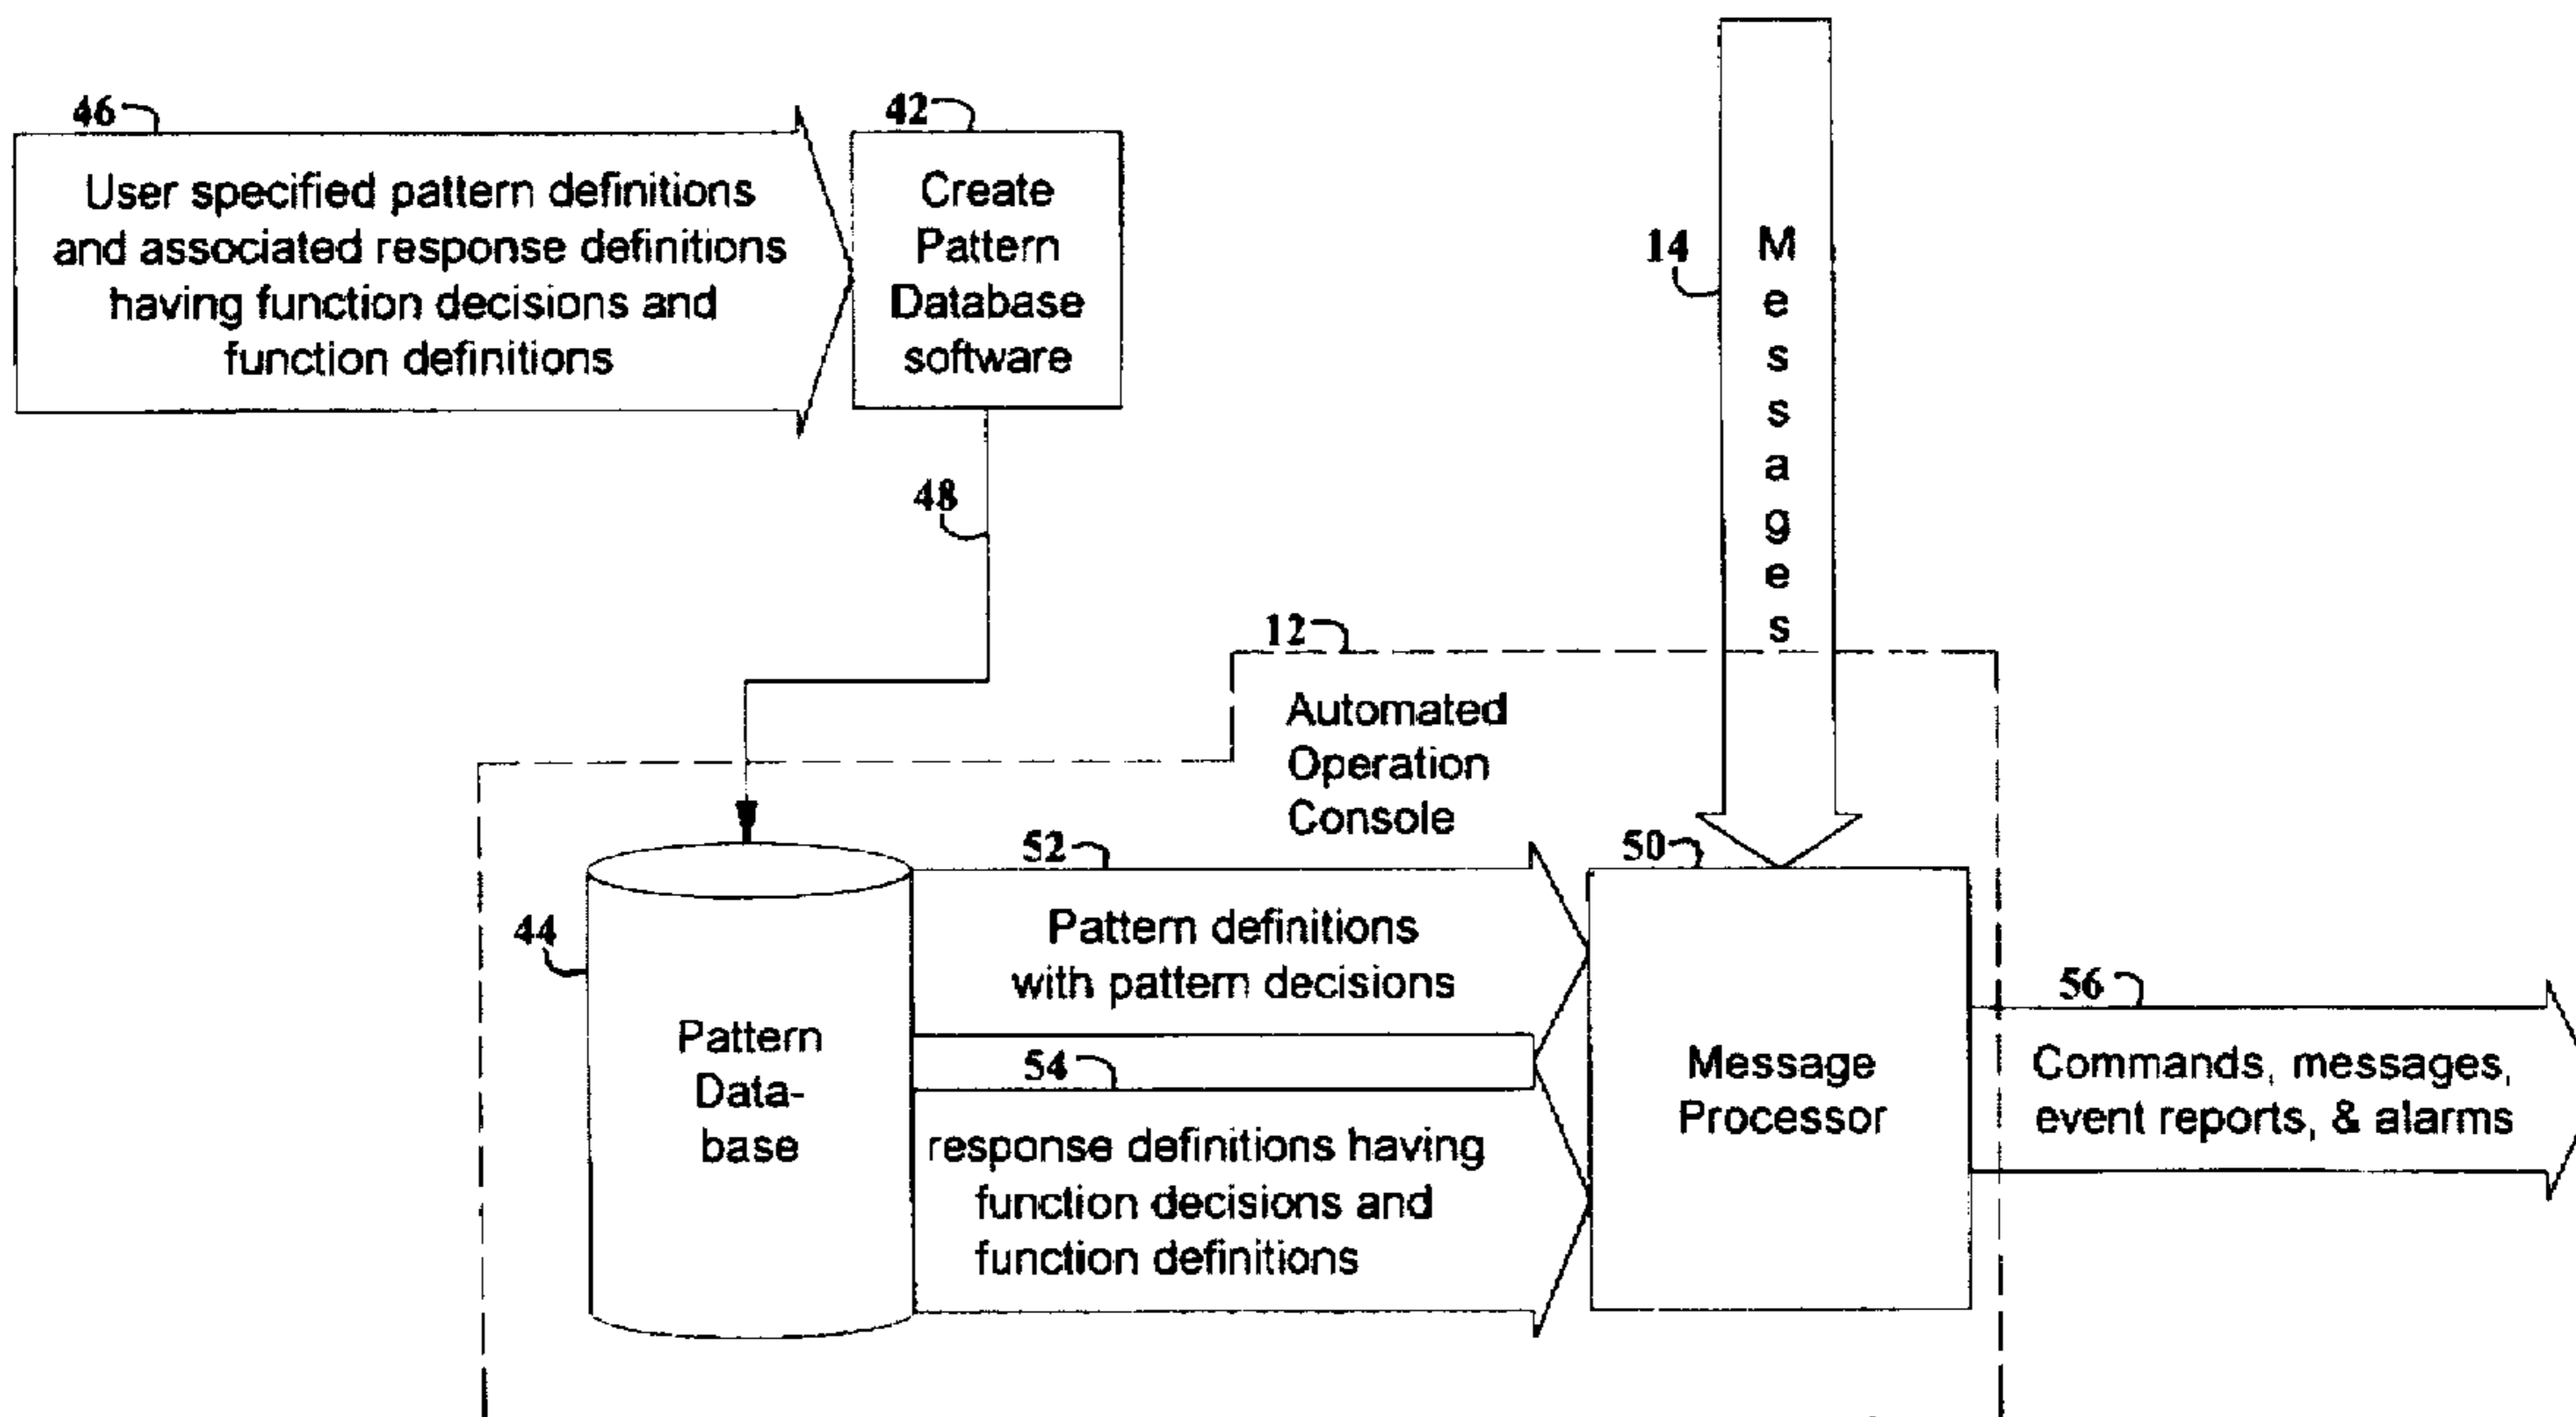 46
User specified pattern definitions
and associated response definitions
having function decisions and
function definitions
42
Create
Pattern
Database
software
48
14
Messages
12
Automated
Operation
Console
44
Pattern
Data-
base
52
Pattern definitions
with pattern decisions
54
response definitions having
function decisions and
function definitions
50
Message
Processor
56
Commands, messages,
event reports, & alarms